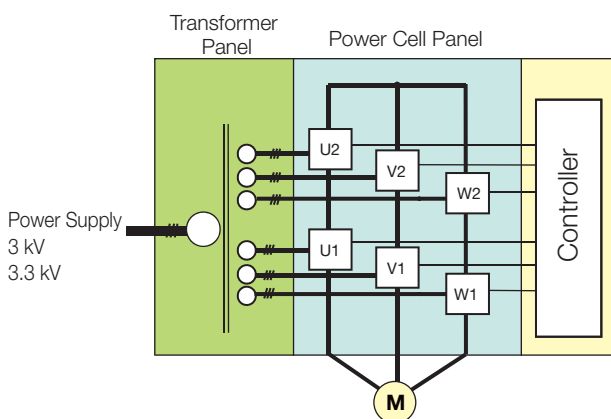 Transformer
Panel
Power Cell Panel
U2
V2
W2
Power Supply
3 kV
3.3 kV
U1
V1
W1
Controller
M